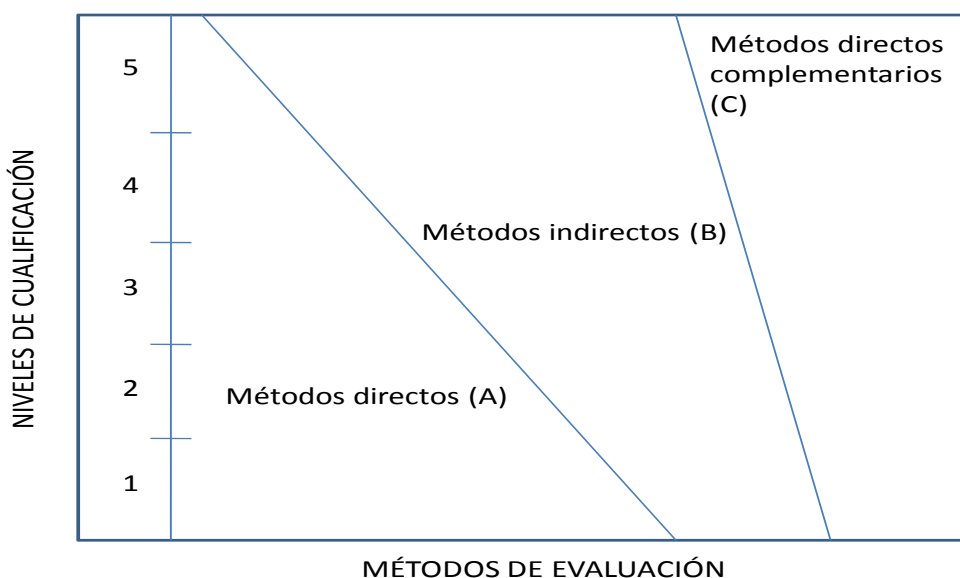 Métodos directos
complementarios
(C)
5
4
Métodos indirectos (B)
3
2
Métodos directos (A)
1
NIVELES DE CUALIFICACIÓN
MÉTODOS DE EVALUACIÓN